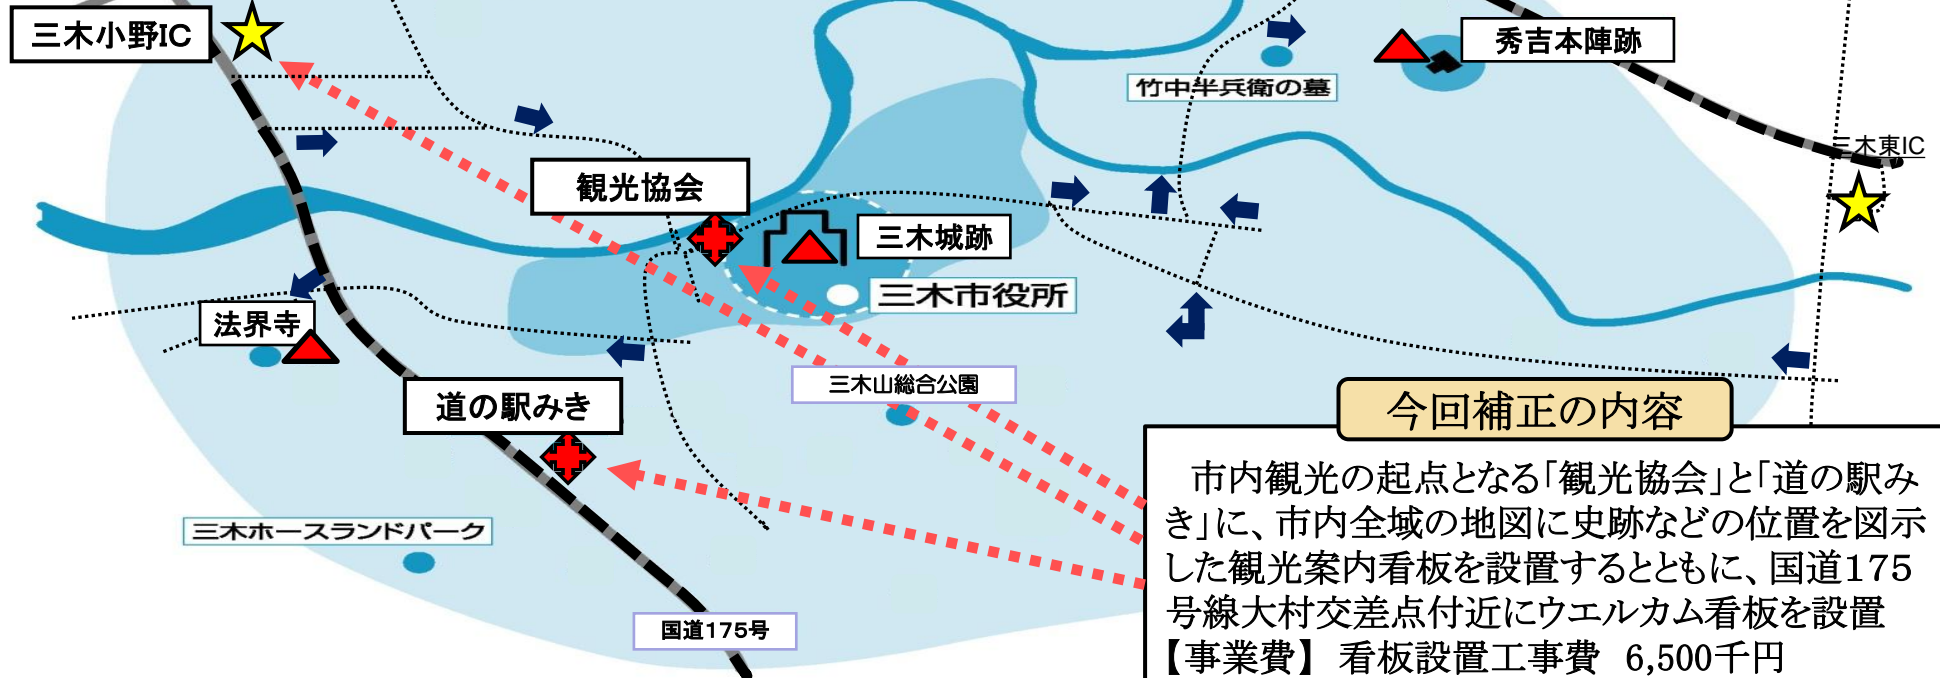 三木小野IC
秀吉本陣跡
竹中半兵衛の墓
三木東IC
観光協会
三木城跡
三木市役所
法界寺
三木山総合公園
道の駅みき
三木ホースランドパーク
国道175号
今回補正の内容
市内観光の起点となる「観光協会」と「道の駅み
き」に、市内全域の地図に史跡などの位置を図示
した観光案内看板を設置するとともに、国道175
号線大村交差点付近にウエルカム看板を設置
【事業費】 看板設置工事費 6,500千円